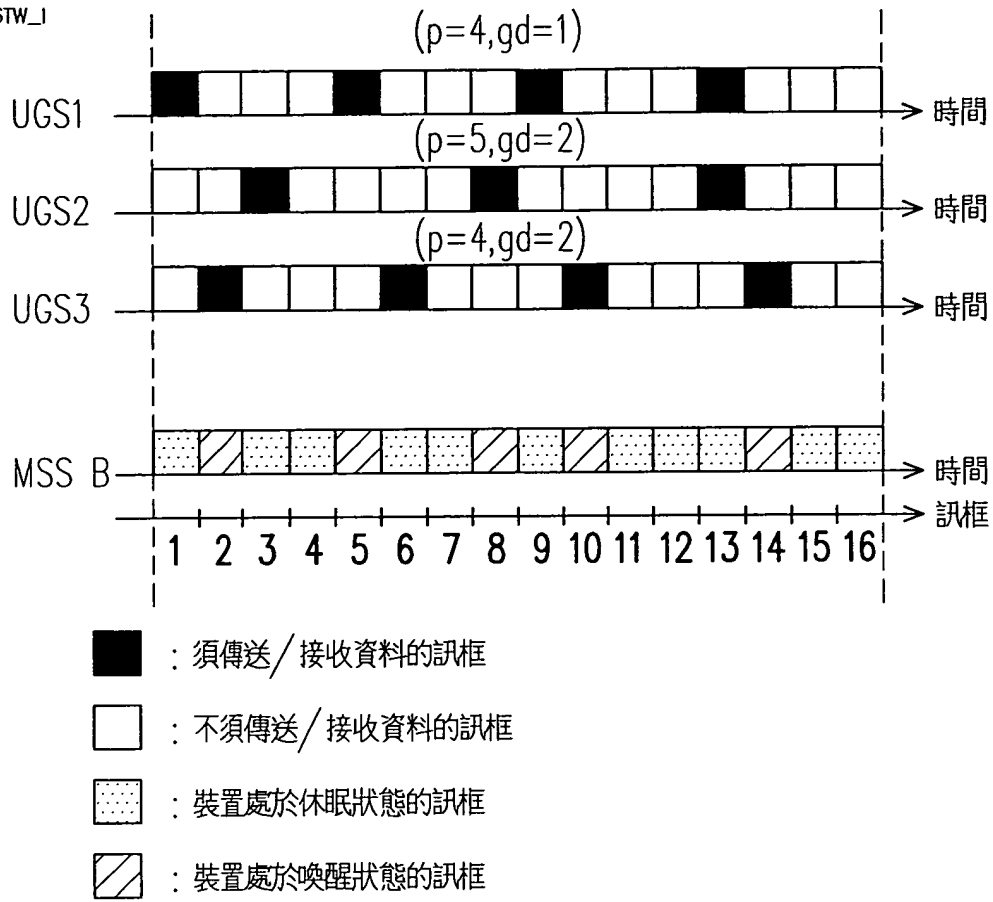 STW_1
(p=4,gd=1)
UGS1 時間
(p=5,gd=2)
UGS2 時間
(p=4,gd=2)
UGS3 時間
MSS B 時間
訊框
1 2 3 4 5 6 7 8 9 10 11 12 13 14 15 16
: 須傳送/接收資料的訊框
: 不須傳送/接收資料的訊框
: 裝置處於休眠狀態的訊框
: 裝置處於喚醒狀態的訊框